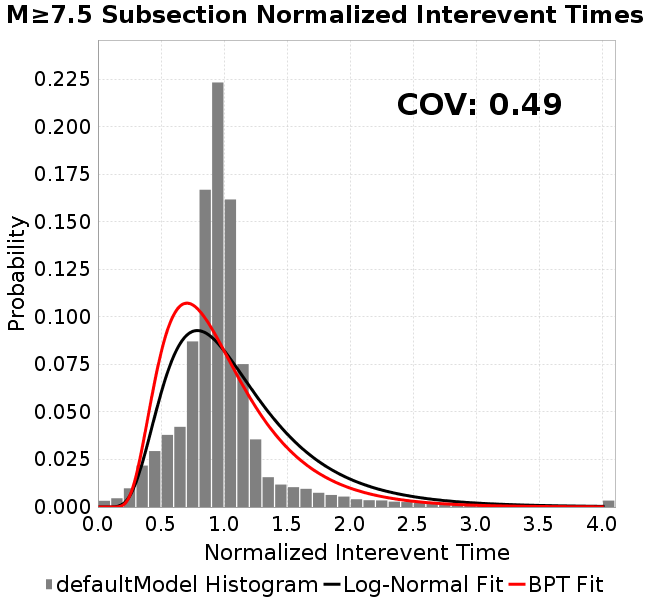 M≥7.5 Subsection Normalized Interevent Times
COV: 0.49
Probability
0.225
0.200
0.175
0.150
0.125
0.100
0.075
0.050
0.025
0.000
0.0 0.5 1.0 1.5 2.0 2.5 3.0 3.5 4.0
Normalized Interevent Time
defaultModel Histogram Log-Normal Fit BPT Fit